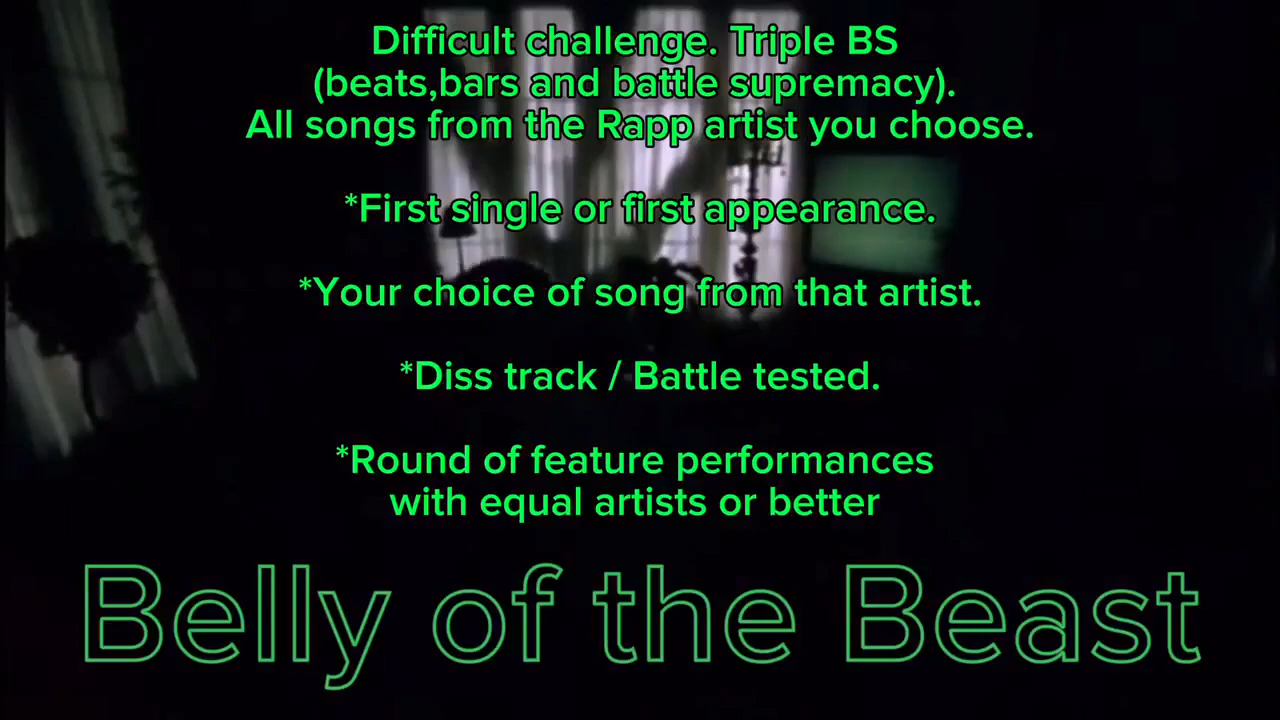 Difficult challenge. Triple BS
(beats,bars and battle supremacy).
All songs from the Rapp artist you choose.
*First single or first appearance.
*Your choice of song from that artist.
*Diss track / Battle tested.
*Round of feature performances
with equal artists or better
Belly of the Beast